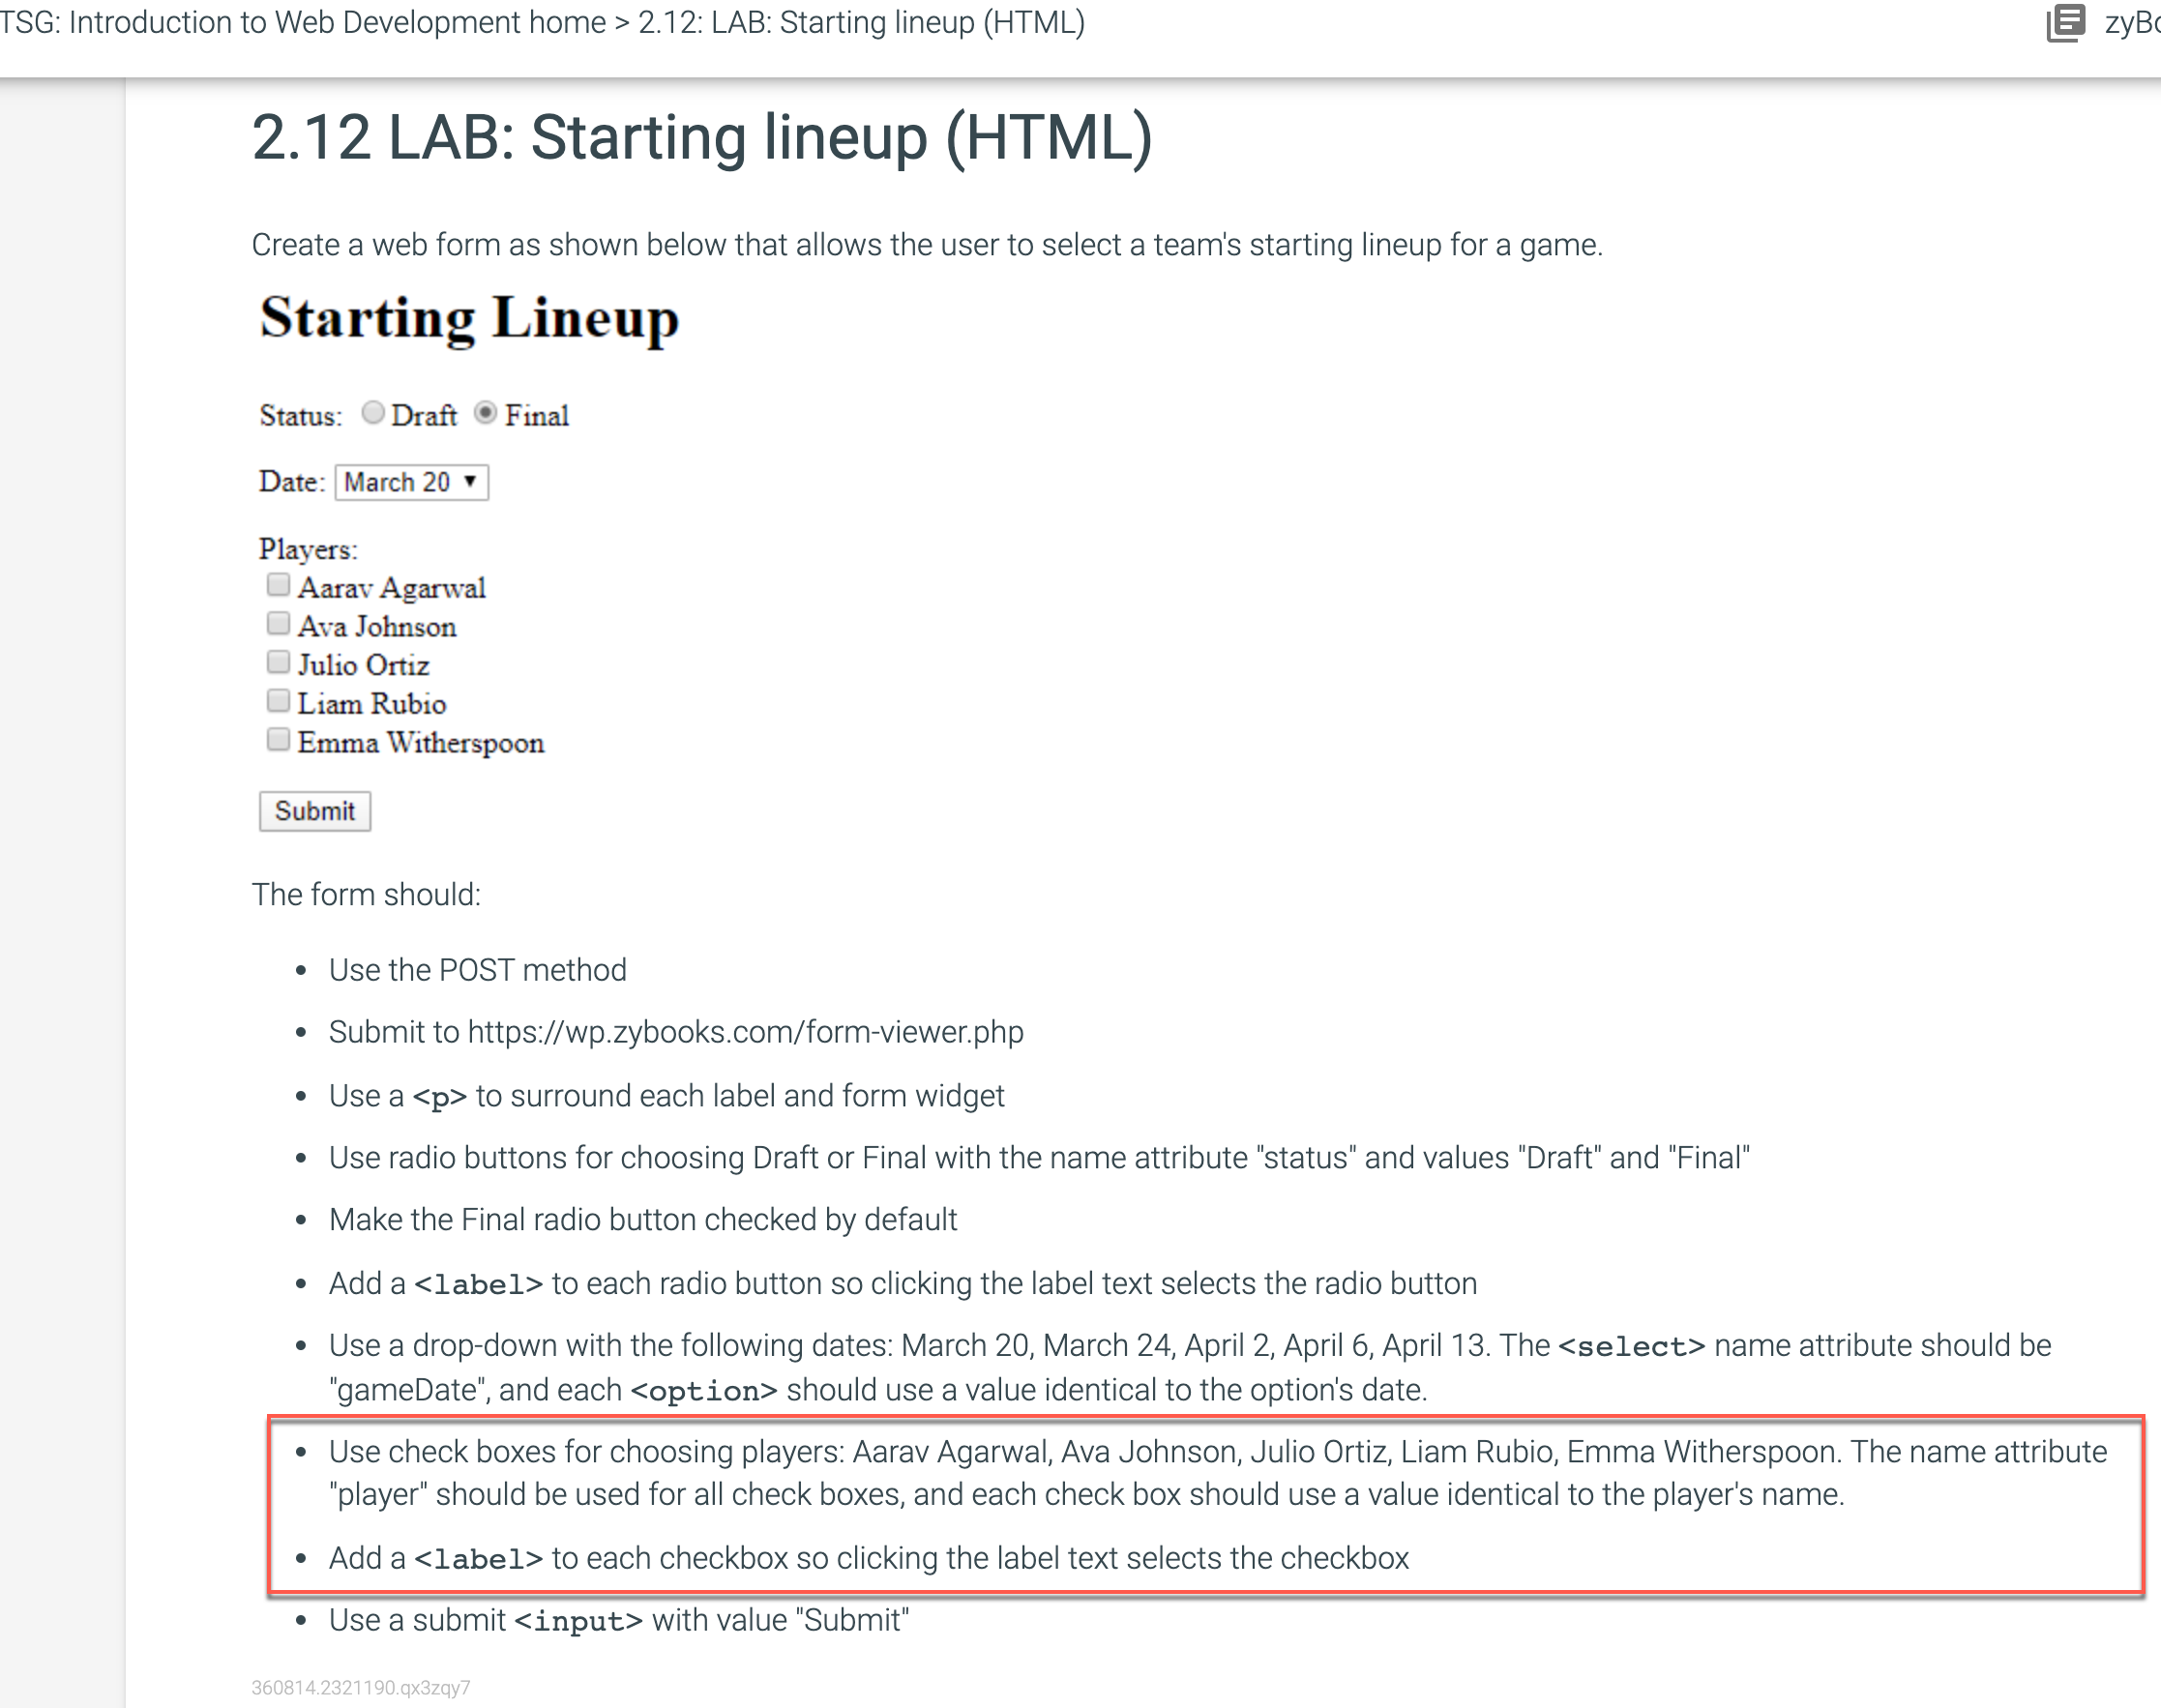 TSG: Introduction to Web Development home > 2.12: LAB: Starting lineup (HTML)
2.12 LAB: Starting lineup (HTML)
Create a web form as shown below that allows the user to select a team's starting lineup for a game.
Starting Lineup
Status: Draft Final
Date: March 20
Players:
Aarav Agarwal
Ava Johnson
Julio Ortiz
Liam Rubio
Emma Witherspoon
Submit
The form should:
• Use the POST method
• Submit to https://wp.zybooks.com/form-viewer.php
• Use a <p> to surround each label and form widget
• Use radio buttons for choosing Draft or Final with the name attribute "status" and values "Draft" and "Final"
• Make the Final radio button checked by default
• Add a <label> to each radio button so clicking the label text selects the radio button
• Use a drop-down with the following dates: March 20, March 24, April 2, April 6, April 13. The <select> name attribute should be
"gameDate", and each <option> should use a value identical to the option's date.
• Use check boxes for choosing players: Aarav Agarwal, Ava Johnson, Julio Ortiz, Liam Rubio, Emma Witherspoon. The name attribute
"player" should be used for all check boxes, and each check box should use a value identical to the player's name.
• Add a <label> to each checkbox so clicking the label text selects the checkbox
• Use a submit <input> with value "Submit"
360814.2321190.qx3zqy7